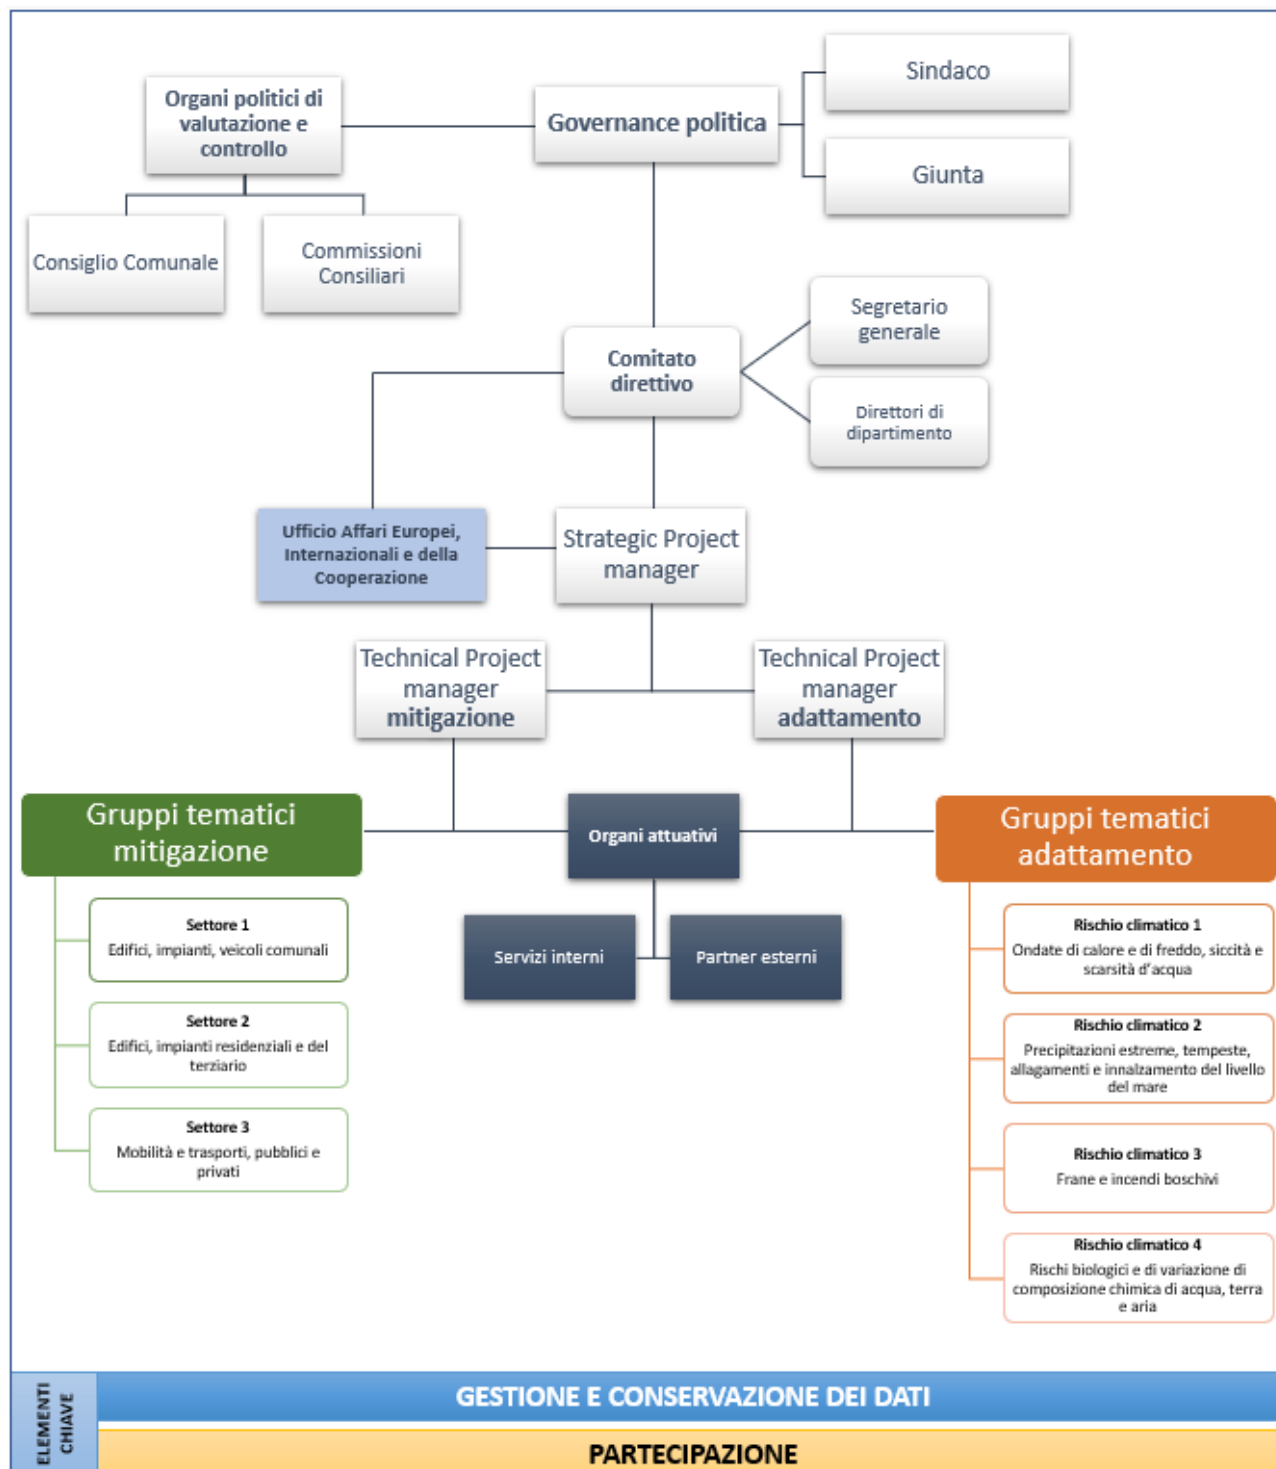 Organi politici di
valutazione e
controllo
Governance politica
Sindaco
Giunta
Consiglio Comunale
Commissioni
Consiliari
Segretario
generale
Comitato
direttivo
Direttori di
dipartimento
Ufficio Affari Europei,
Internazionali e della
Cooperazione
Strategic Project
manager
Technical Project
manager
mitigazione
Technical Project
manager
adattamento
Gruppi tematici
mitigazione
Organi attuativi
Gruppi tematici
adattamento
Settore 1
Edifici, impianti, veicoli comunali
Settore 2
Edifici, impianti residenziali e del
terziario
Settore 3
Mobilità e trasporti, pubblici e
privati
Servizi interni
Partner esterni
Rischio climatico 1
Ondate di calore e di freddo, siccità e
scarsità d'acqua
Rischio climatico 2
Precipitazioni estreme, tempeste,
allagamenti e innalzamento del livello
del mare
Rischio climatico 3
Frane e incendi boschivi
Rischio climatico 4
Rischi biologici e di variazione di
composizione chimica di acqua, terra
e aria
ELEMENTI
CHIAVE
GESTIONE E CONSERVAZIONE DEI DATI
PARTECIPAZIONE